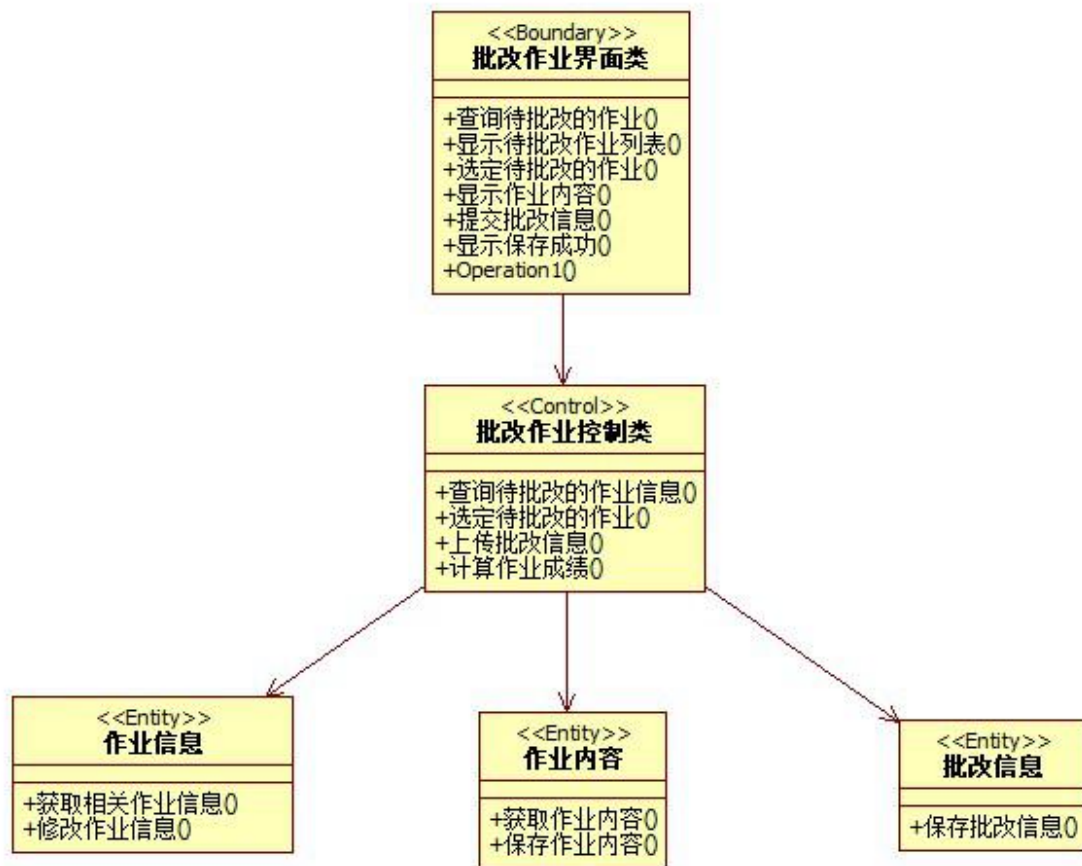 <<Boundary>>
批改作业界面类
+查询待批改的作业()
+显示待批改作业列表()
+选定待批改的作业()
+显示作业内容()
+提交批改信息()
+显示保存成功()
+Operation1()
<<Control>>
批改作业控制类
+查询待批改的作业信息()
+选定待批改的作业()
+上传批改信息()
+计算作业成绩()
<<Entity>>
作业信息
+获取相关作业信息()
+修改作业信息()
<<Entity>>
作业内容
+获取作业内容()
+保存作业内容()
<<Entity>>
批改信息
+保存批改信息()